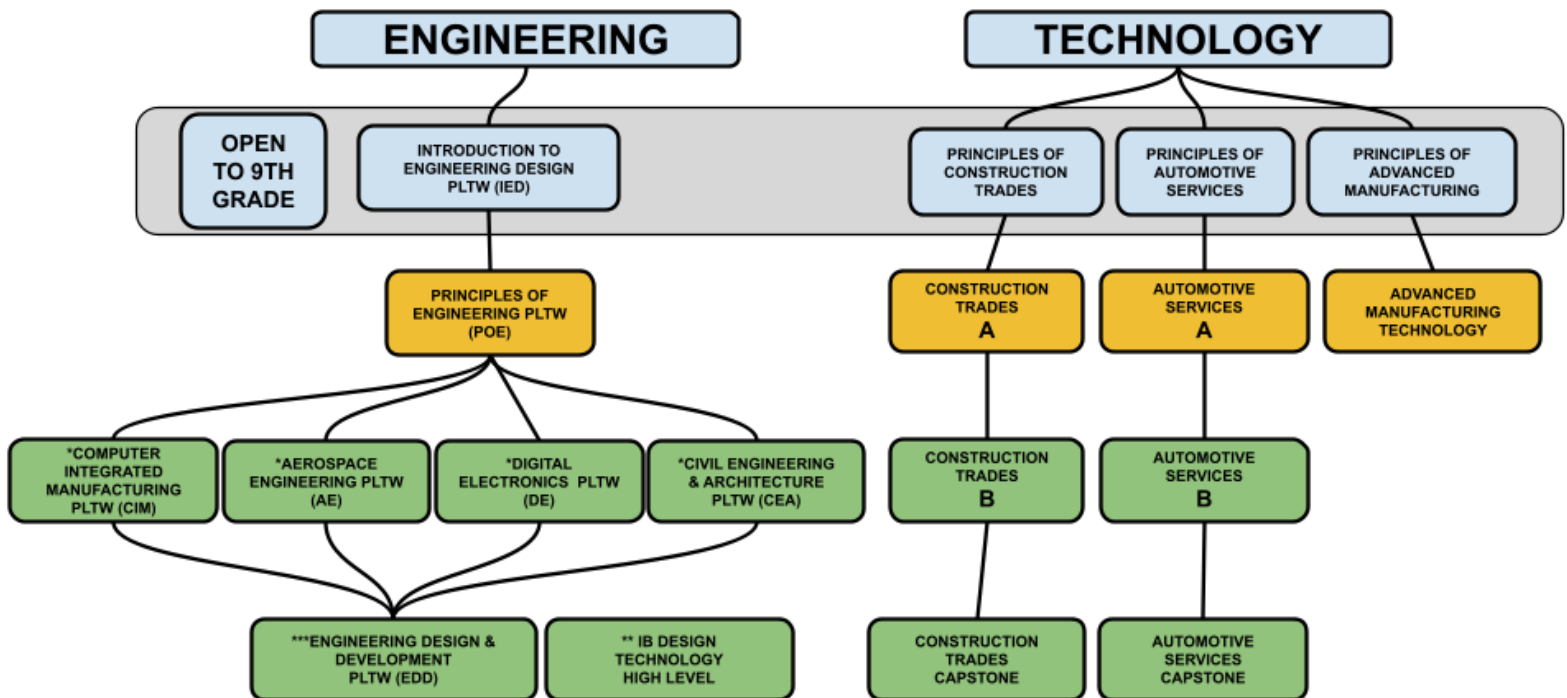 ENGINEERING
TECHNOLOGY
OPEN
TO 9TH
GRADE
INTRODUCTION TO
ENGINEERING DESIGN
PLTW (IED)
PRINCIPLES OF
CONSTRUCTION
TRADES
PRINCIPLES OF
AUTOMOTIVE
SERVICES
PRINCIPLES OF
ADVANCED
MANUFACTURING
PRINCIPLES OF
ENGINEERING PLTW
(POE)
CONSTRUCTION
TRADES
A
AUTOMOTIVE
SERVICES
A
ADVANCED
MANUFACTURING
TECHNOLOGY
*COMPUTER
INTEGRATED
MANUFACTURING
PLTW (CIM)
*AEROSPACE
ENGINEERING PLTW
(AE)
*DIGITAL
ELECTRONICS PLTW
(DE)
*CIVIL ENGINEERING
& ARCHITECTURE
PLTW (CEA)
CONSTRUCTION
TRADES
B
AUTOMOTIVE
SERVICES
B
***ENGINEERING DESIGN &
DEVELOPMENT
PLTW (EDD)
** IB DESIGN
TECHNOLOGY
HIGH LEVEL
CONSTRUCTION
TRADES
CAPSTONE
AUTOMOTIVE
SERVICES
CAPSTONE